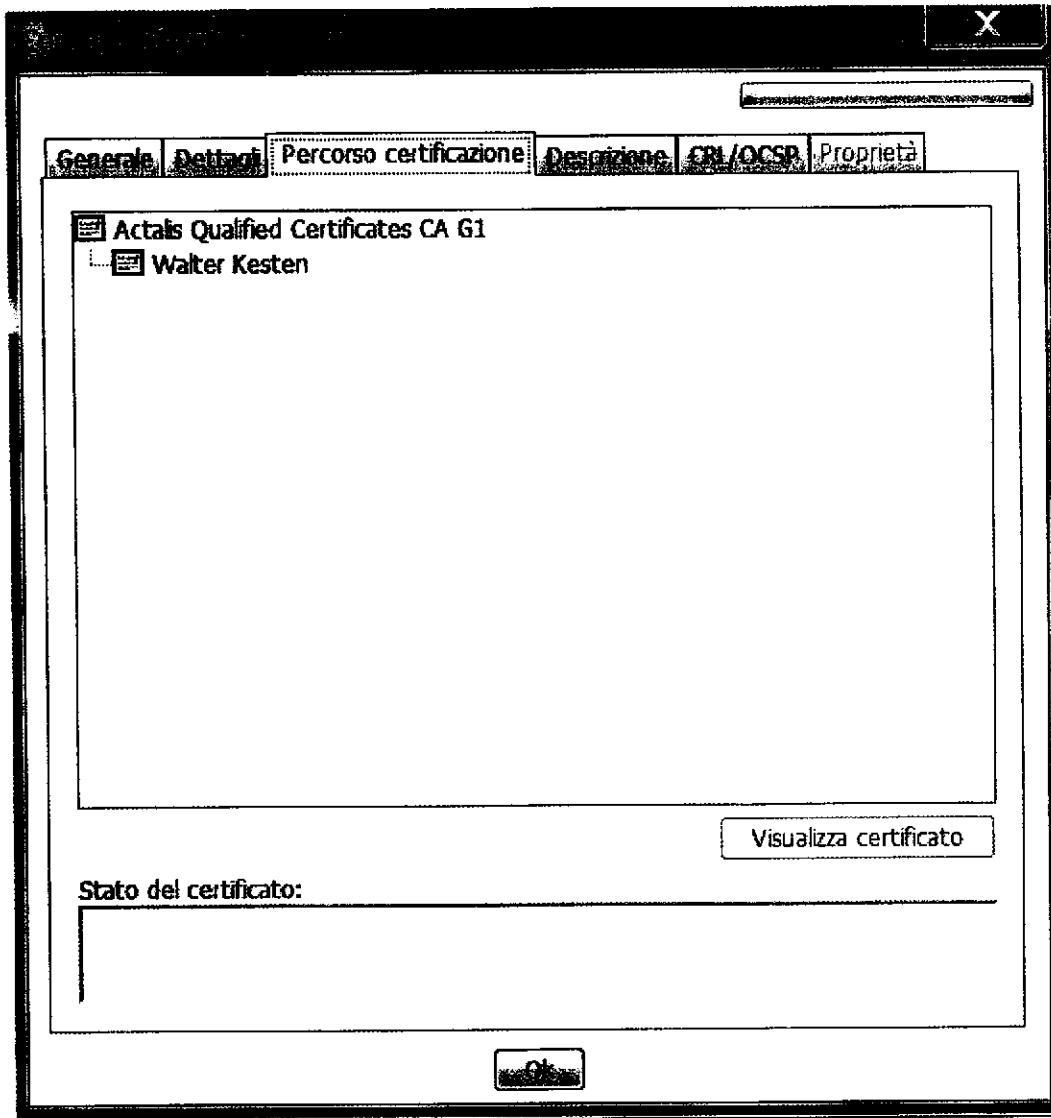 X
Generale Dettagli Percorso certificazione Descrizione CRL/OCSP Proprietà
Actalis Qualified Certificates CA G1
Walter Kesten
Visualizza certificato
Stato del certificato:
Ok